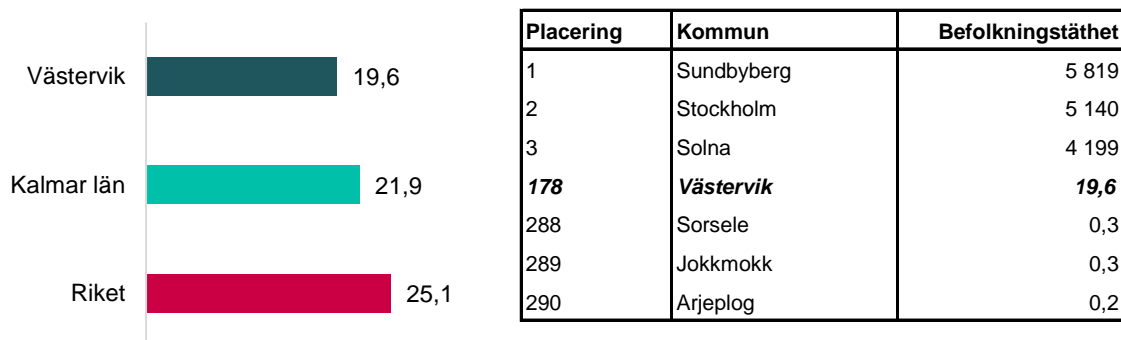 Västervik 19,6
Kalmar län 21,9
Riket 25,1
Placering Kommun Befolkningstäthet
1 Sundbyberg 5 819
2 Stockholm 5 140
3 Solna 4 199
178 Västervik 19,6
288 Sorsele 0,3
289 Jokkmokk 0,3
290 Arjeplog 0,2